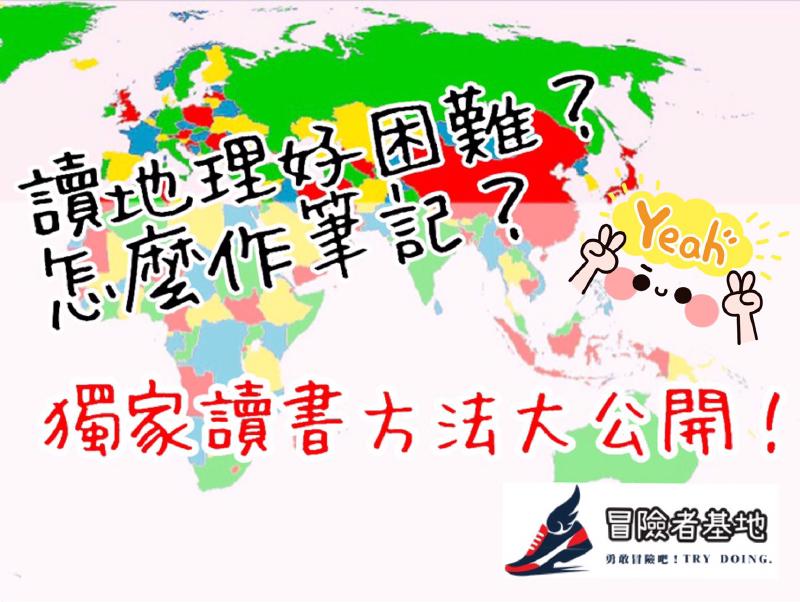 讀地理好困難？
怎麼作筆記？
Yeah
獨家讀書方法大公開！
冒險者基地
勇敢冒險吧！TRY DOING.